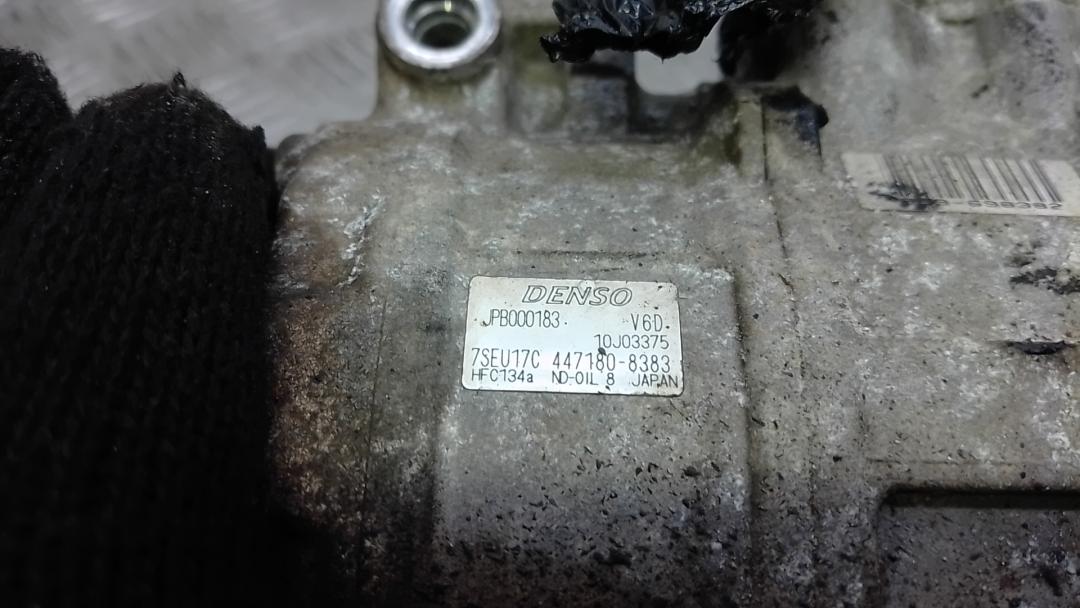 DENSO
JPB000183. V6D.
10J03375
7SEU17C 447180-8383
HFC134a ND-OIL 8 JAPAN